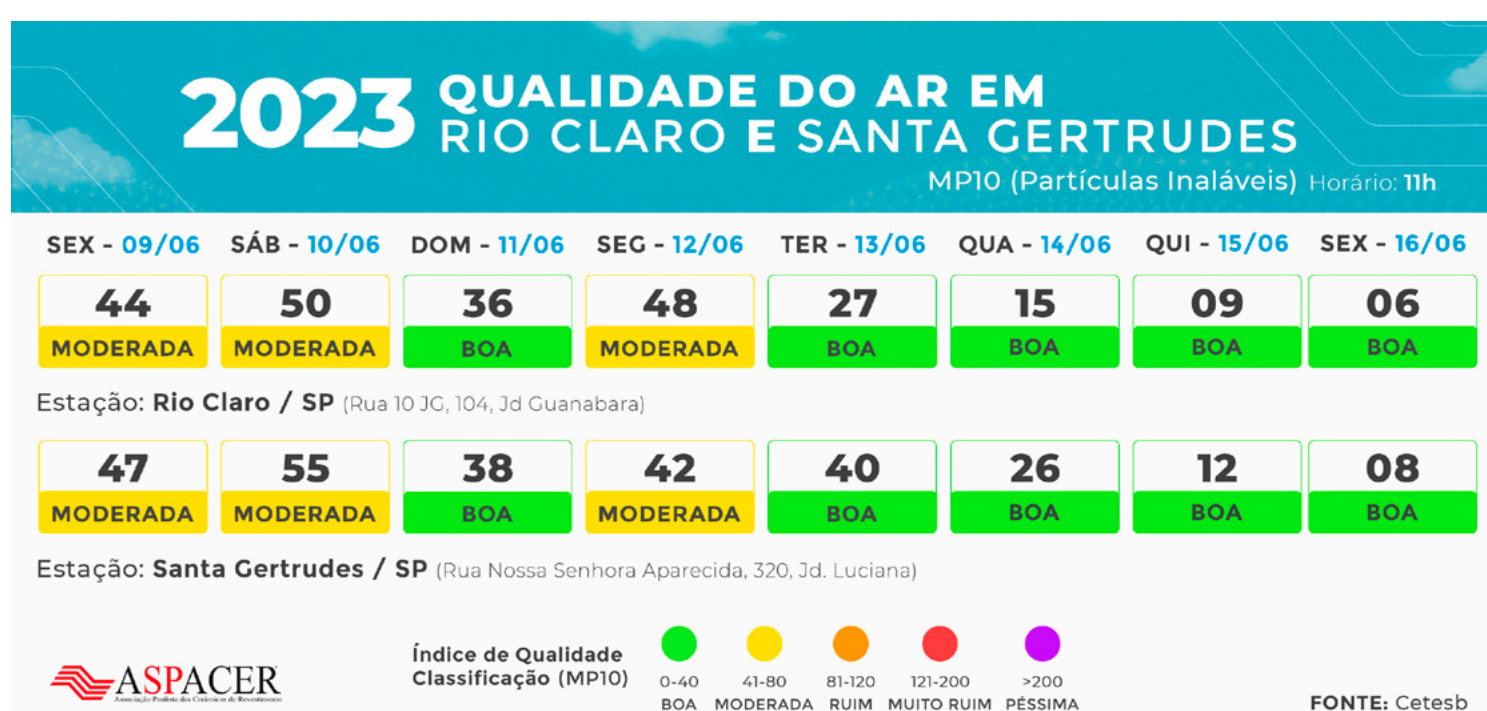 2023 QUALIDADE DO AR EM
RIO CLARO E SANTA GERTRUDES
MP10 (Partículas Inaláveis) Horário: 11h
SEX - 09/06 SÁB - 10/06 DOM - 11/06 SEG - 12/06 TER - 13/06 QUA - 14/06 QUI - 15/06 SEX - 16/06
44 50 36 48 27 15 09 06
MODERADA MODERADA BOA MODERADA BOA BOA BOA BOA
Estação: Rio Claro / SP (Rua 10 JG, 104, Jd Guanabara)
47 55 38 42 40 26 12 08
MODERADA MODERADA BOA MODERADA BOA BOA BOA BOA
Estação: Santa Gertrudes / SP (Rua Nossa Senhora Aparecida, 320, Jd. Luciana)
Índice de Qualidade
Classificação (MP10)
0-40 41-80 81-120 121-200 >200
BOA MODERADA RUIM MUITO RUIM PÉSSIMA
ASPACER
Associação Paulista das Cerâmicas de Revestimento
FONTE: Cetesb